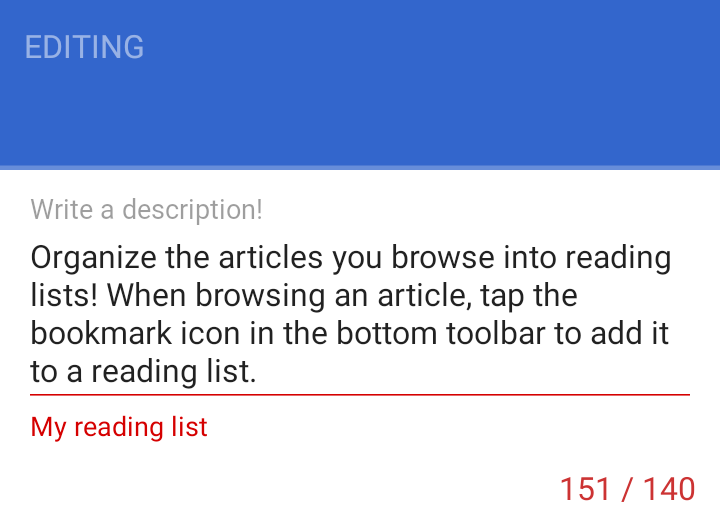 EDITING
Write a description!
Organize the articles you browse into reading
lists! When browsing an article, tap the
bookmark icon in the bottom toolbar to add it
to a reading list.
My reading list
151 / 140